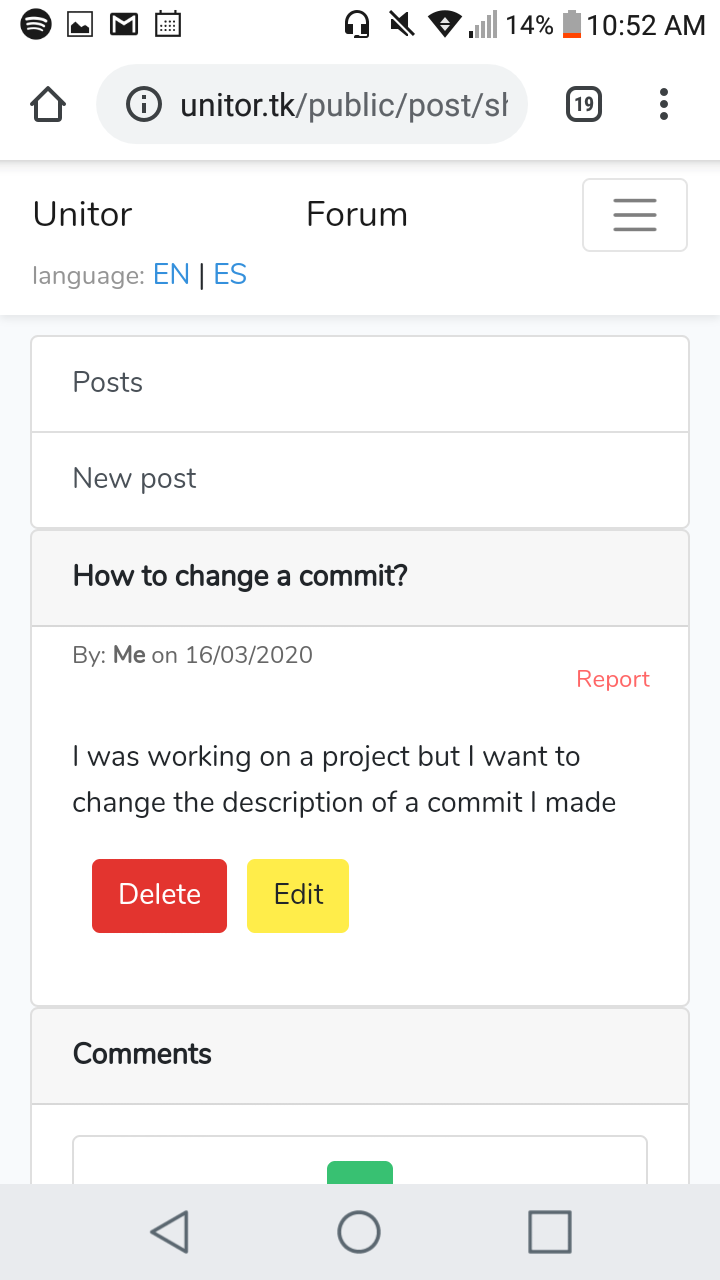 14% 10:52 AM
unitor.tk/public/post/sh
19
Unitor Forum
language: EN | ES
Posts
New post
How to change a commit?
By: Me on 16/03/2020
Report
I was working on a project but I want to
change the description of a commit I made
Delete Edit
Comments